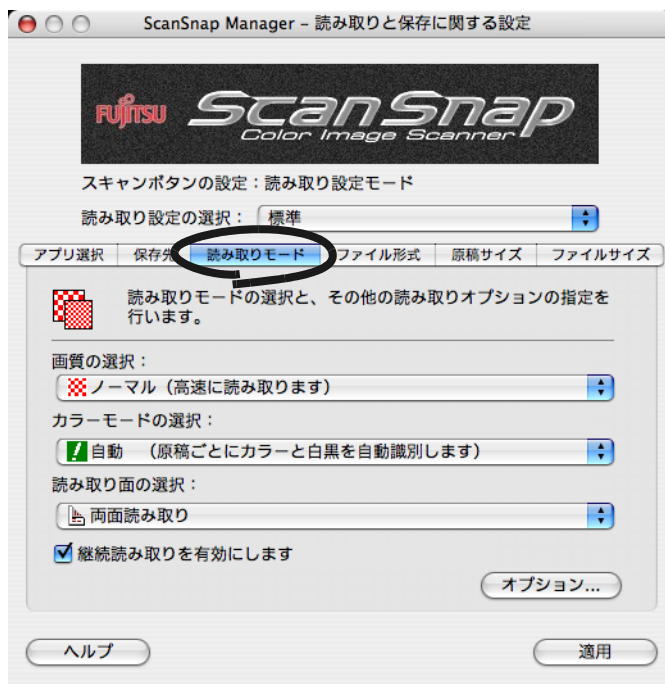 ScanSnap Manager – 読み取りと保存に関する設定
FUJITSU ScanSnap
Color Image Scanner
スキャンボタンの設定：読み取り設定モード
読み取り設定の選択： 標準
アプリ選択 保存先 読み取りモード ファイル形式 原稿サイズ ファイルサイズ
読み取りモードの選択と、その他の読み取りオプションの指定を
行います。
画質の選択：
ノーマル（高速に読み取ります）
カラーモードの選択：
自動 （原稿ごとにカラーと白黒を自動識別します）
読み取り面の選択：
両面読み取り
継続読み取りを有効にします
オプション...
ヘルプ 適用